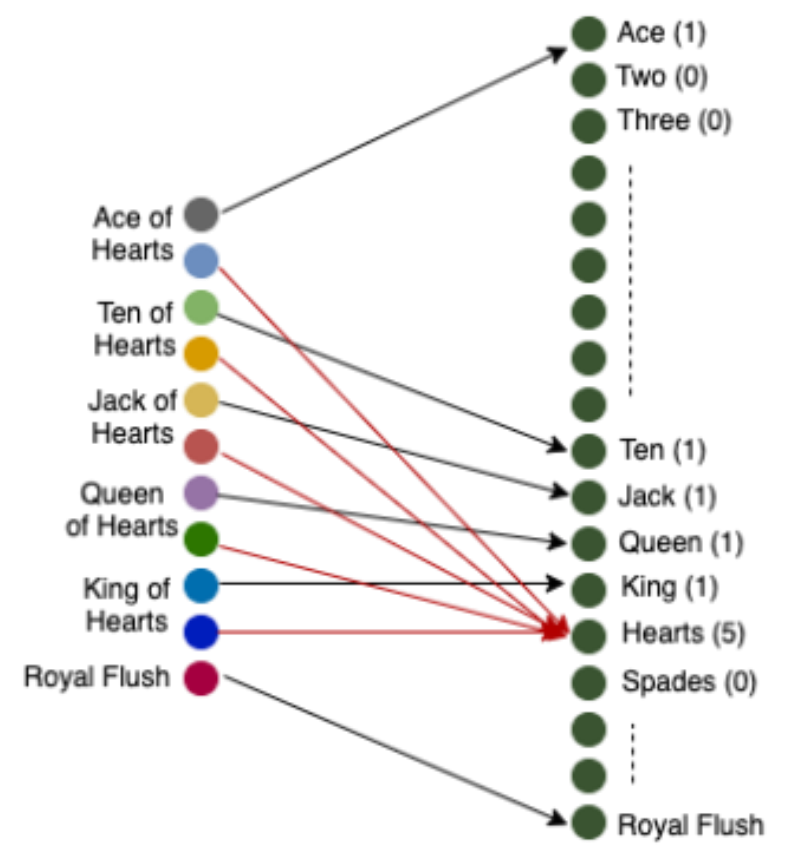 Ace of
Hearts
Ten of
Hearts
Jack of
Hearts
Queen
of Hearts
King of
Hearts
Royal Flush
Ace (1)
Two (0)
Three (0)
Ten (1)
Jack (1)
Queen (1)
King (1)
Hearts (5)
Spades (0)
Royal Flush